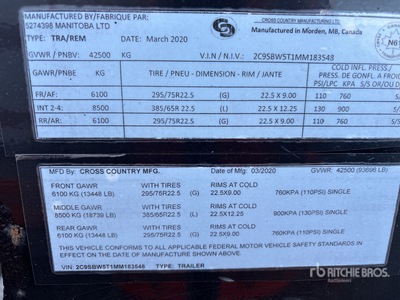 MANUFACTURED BY/FABRIQUE PAR:
5274398 MANITOBA LTD
CROSS COUNTRY MANUFACTURING LTD.
Manufactured in Morden, MB, Canada
TYPE: TRA/REM DATE: March 2020
GVWR / PNBV: 42500 KG V.I.N / N.I.V.: 2C9SBW5T1MM183548
N61
GAWR/PNBE KG TIRE / PNEU - DIMENSION - RIM / JANTE COLD INFL. PRESS./
PRESS. DE GONFL. A FROID
PSI/LPC KPA S/D OR/OU D
FR/AF: 6100 295/75R22.5 (G) 22.5 X 9.00 110 760
INT 2-4: 8500 385/65R 22.5 (L) 22.5 X 12.25 130 900 S
RR/AR: 6100 295/75R22.5 (G) 22.5 X 9.00 110 760
MFD By: CROSS COUNTRY MFG. Date of Mfg: 03/2020 GVWR: 42500 (93696 LB)
FRONT GAWR WITH TIRES RIMS AT COLD
6100 KG (13448 LB) 295/75R22.5 (G) 22.5X9.00 760KPA (110PSI) SINGLE
MIDDLE GAWR WITH TIRES RIMS AT COLD
8500 KG (18739 LB) 385/65R22.5 (L) 22.5X12.25 900KPA (130PSI) SINGLE
REAR GAWR WITH TIRES RIMS AT COLD
6100 KG (13448 LB) 295/75R22.5 (G) 22.5X9.00 760KPA (110PSI) SINGLE
THIS VEHICLE CONFORMS TO ALL APPLICABLE FEDERAL MOTOR VEHICLE SAFETY STANDARDS IN
EFFECT ON THE DATE OF MANUFACTURE SHOWN ABOVE.
VIN: 2C9SBW5T1MM183548 TYPE: TRAILER
RITCHIE BROS.